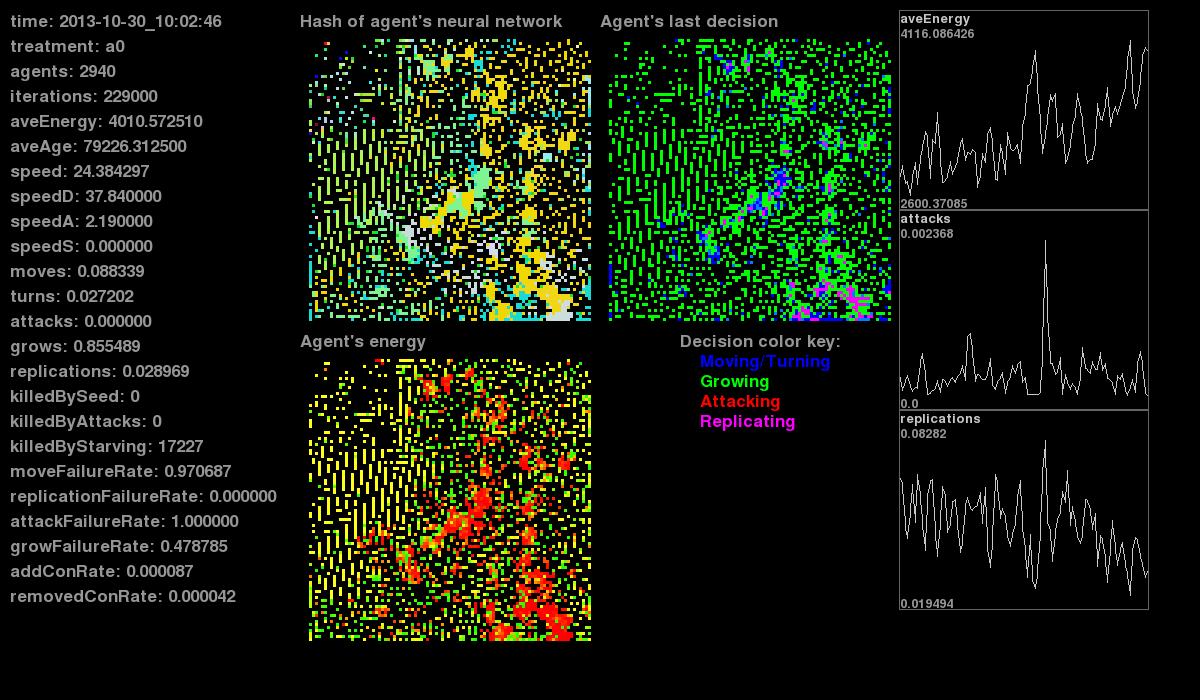 time: 2013-10-30_10:02:46
treatment: a0
agents: 2940
iterations: 229000
aveEnergy: 4010.572510
aveAge: 79226.312500
speed: 24.384297
speedD: 37.840000
speedA: 2.190000
speedS: 0.000000
moves: 0.088339
turns: 0.027202
attacks: 0.000000
grows: 0.855489
replications: 0.028969
killedBySeed: 0
killedByAttacks: 0
killedByStarving: 17227
moveFailureRate: 0.970687
replicationFailureRate: 0.000000
attackFailureRate: 1.000000
growFailureRate: 0.478785
addConRate: 0.000087
removedConRate: 0.000042
Hash of agent's neural network
Agent's last decision
Agent's energy
Decision color key:
Moving/Turning
Growing
Attacking
Replicating
aveEnergy
4116.086426
2600.37085
attacks
0.002368
0.0
replications
0.08282
0.019494